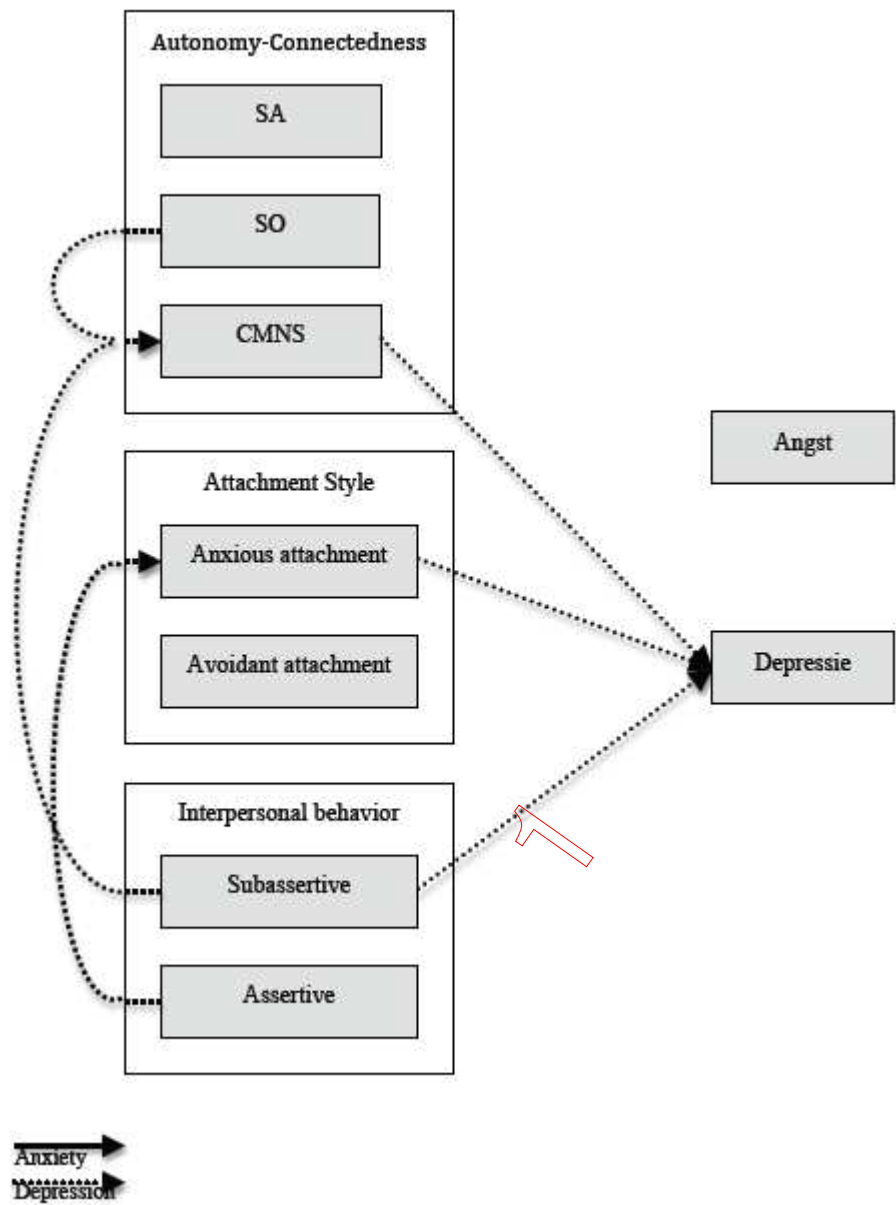 Autonomy-Connectedness
SA
SO
CMNS
Attachment Style
Anxious attachment
Avoidant attachment
Interpersonal behavior
Subassertive
Assertive
Angst
Depressie
1
Anxiety
Depression